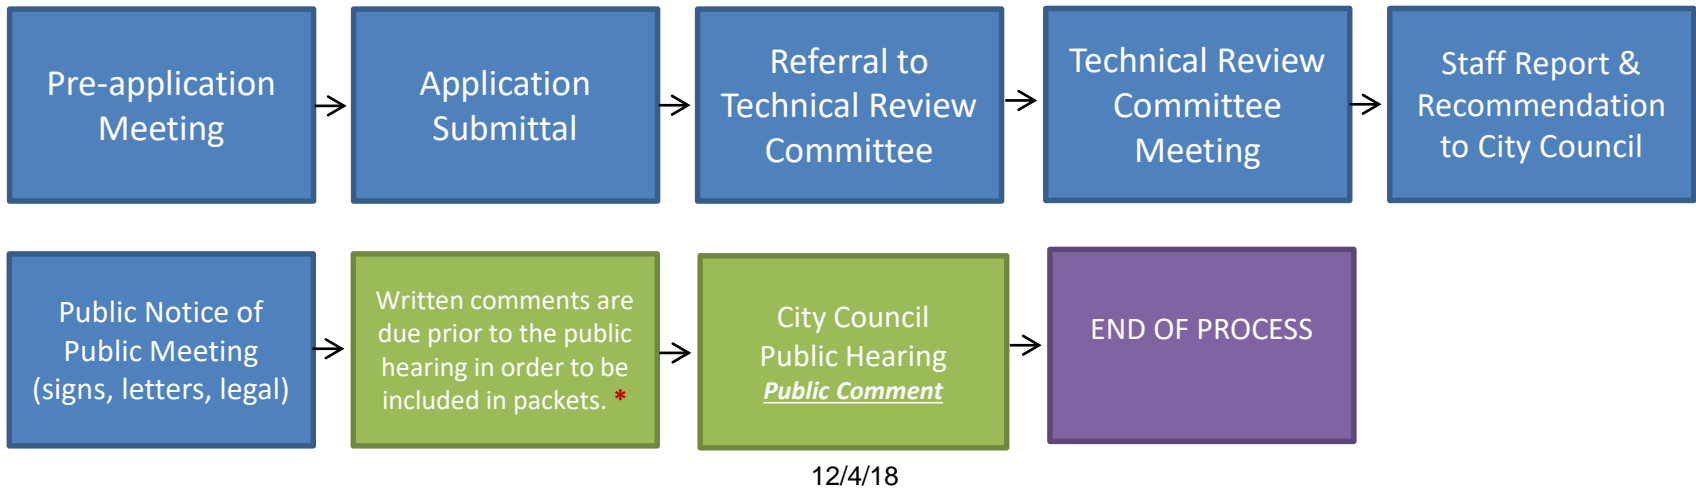 Pre-application
Meeting
Application
Submittal
Referral to
Technical Review
Committee
Technical Review
Committee
Meeting
Staff Report &
Recommendation
to City Council
Public Notice of
Public Meeting
(signs, letters, legal)
Written comments are
due prior to the public
hearing in order to be
included in packets. *
City Council
Public Hearing
Public Comment
END OF PROCESS
12/4/18